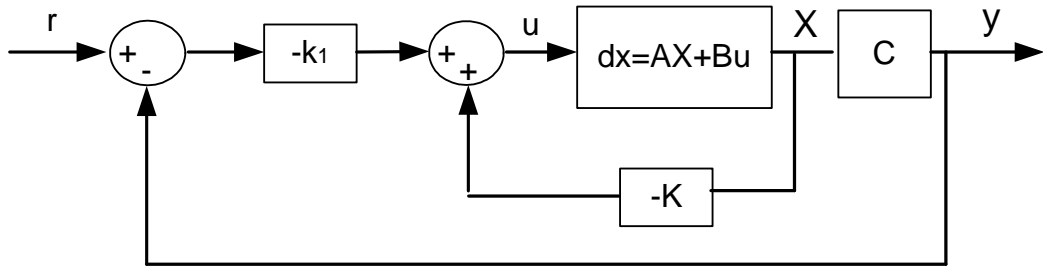 r
+
-
-k₁
+
+
u
dx=AX+Bu
X
C
y
-K